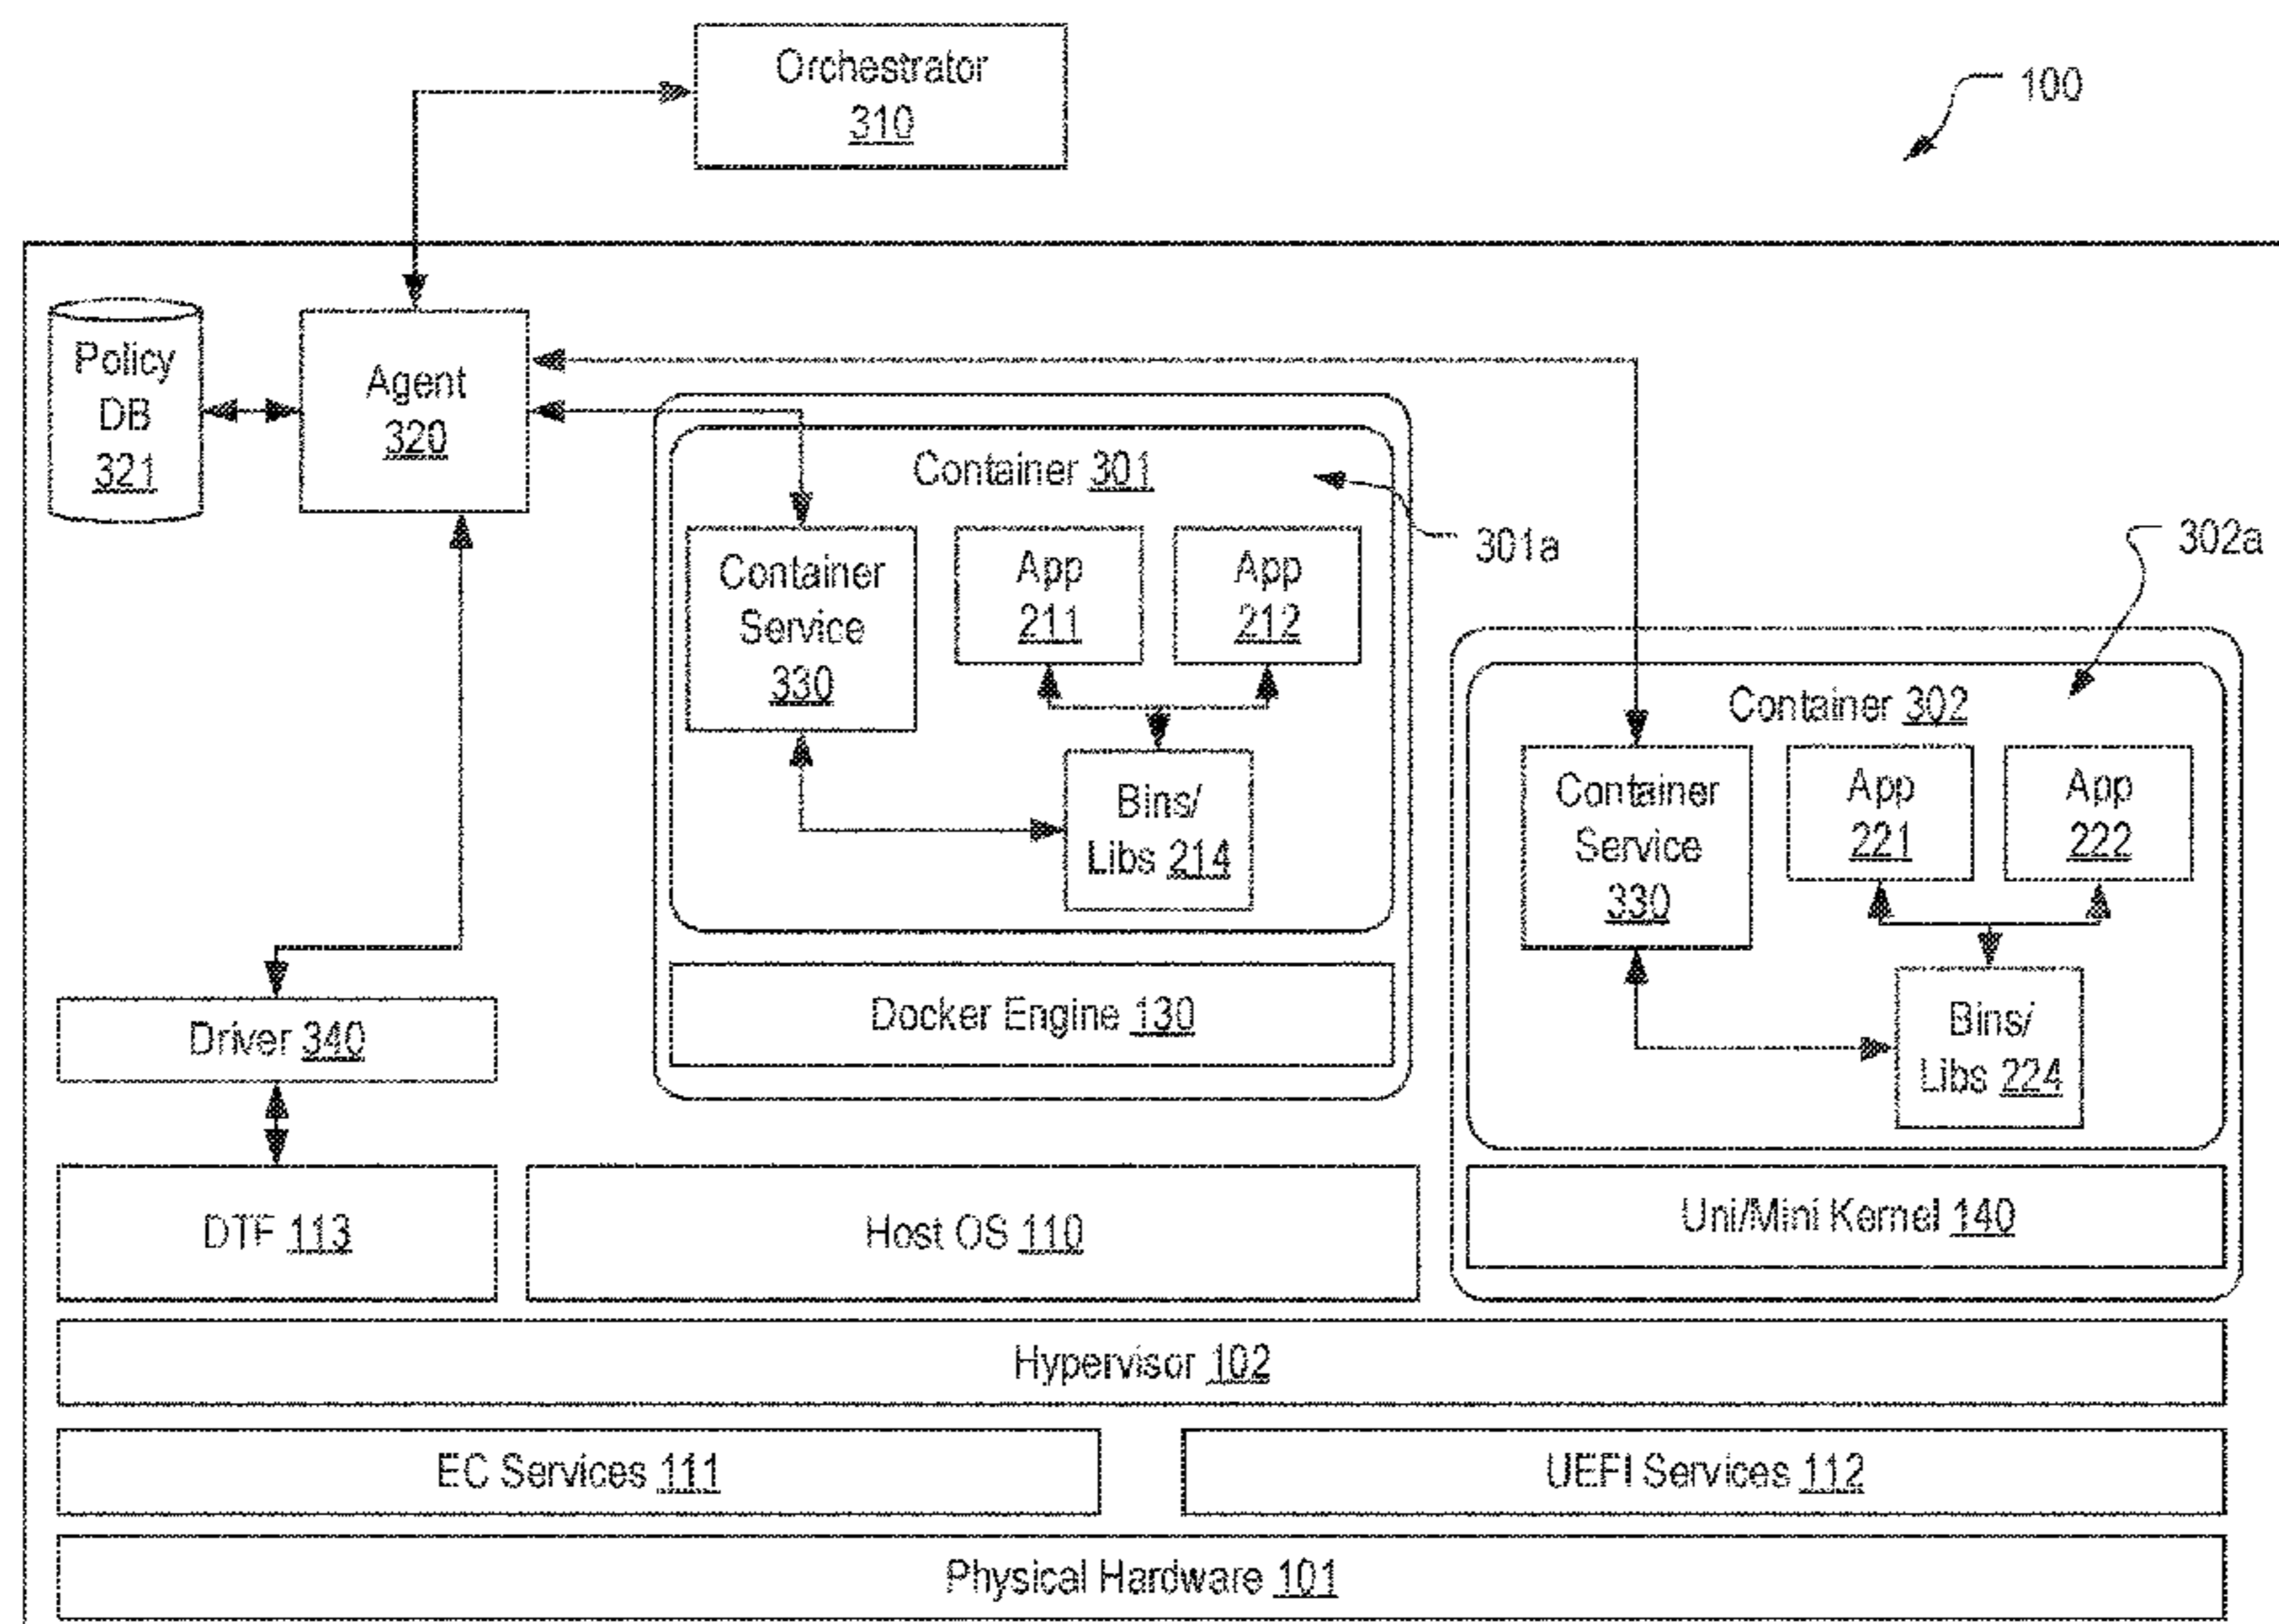 Orchestrator
310
100
Policy
DB
321
Agent
320
Container 301
301a
Container
Service
330
App
211
App
212
Bins/
Libs 214
Docker Engine 130
302a
Container 302
Container
Service
330
App
221
App
222
Bins/
Libs 224
Uni/Mini Kernel 140
Driver 340
DTF 113
Host OS 110
Hypervisor 102
EC Services 111
UEFI Services 112
Physical Hardware 101